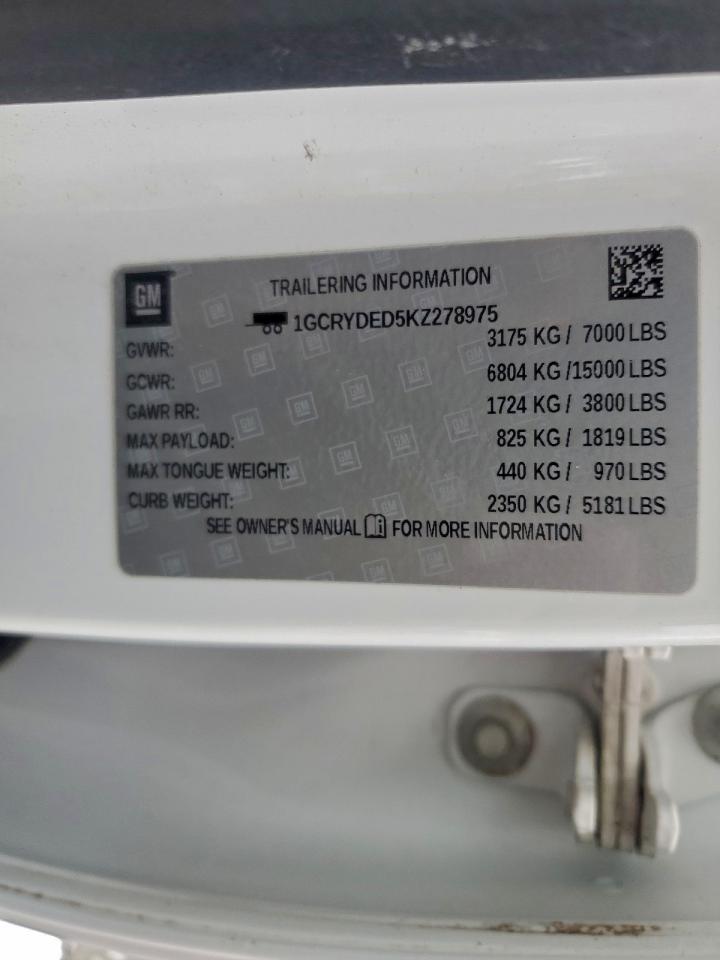 GM
TRAILERING INFORMATION
1GCRYDED5KZ278975
GVWR: 3175 KG / 7000 LBS
GCWR: 6804 KG /15000 LBS
GAWR RR: 1724 KG / 3800 LBS
MAX PAYLOAD: 825 KG / 1819 LBS
MAX TONGUE WEIGHT: 440 KG / 970 LBS
CURB WEIGHT: 2350 KG / 5181 LBS
SEE OWNER'S MANUAL FOR MORE INFORMATION